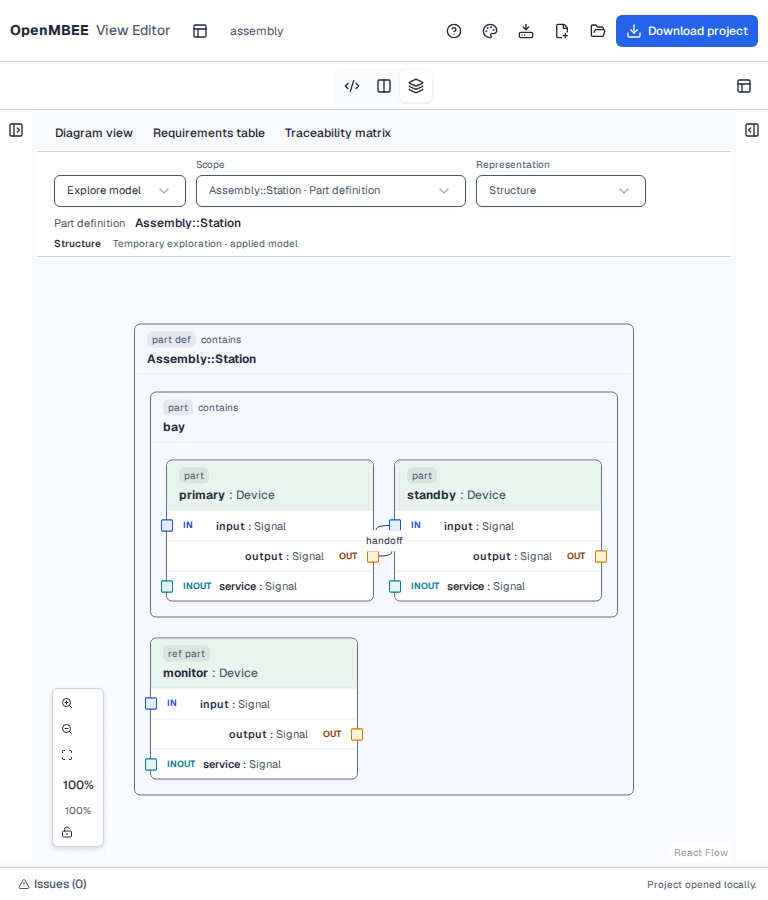 OpenMBEE View Editor assembly Download project
Diagram view Requirements table Traceability matrix
Scope Representation
Explore model Assembly::Station · Part definition Structure
Part definition Assembly::Station
Structure Temporary exploration · applied model
part def contains
Assembly::Station
part contains
bay
part
primary : Device
IN input : Signal
output : Signal OUT
INOUT service : Signal
handoff
part
standby : Device
IN input : Signal
output : Signal OUT
INOUT service : Signal
ref part
monitor : Device
IN input : Signal
output : Signal OUT
INOUT service : Signal
100%
100%
React Flow
Issues (0) Project opened locally.